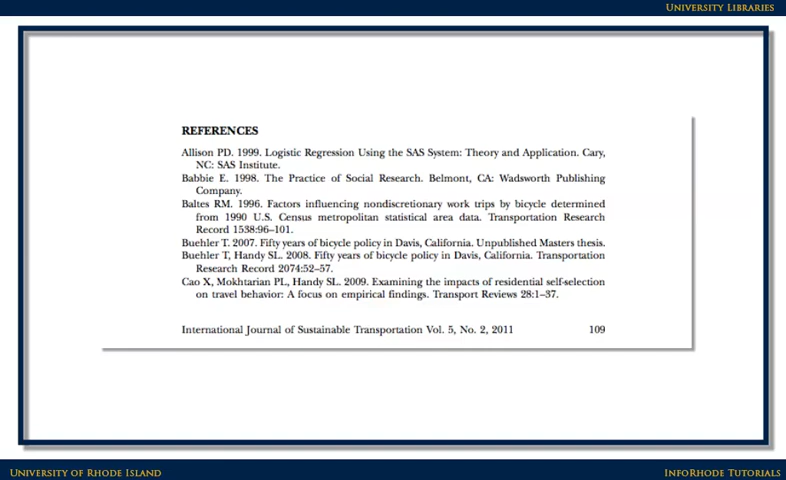 University Libraries
REFERENCES
Allison PD. 1999. Logistic Regression Using the SAS System: Theory and Application. Cary,
NC: SAS Institute.
Babbie E. 1998. The Practice of Social Research. Belmont, CA: Wadsworth Publishing
Company.
Baltes RM. 1996. Factors influencing nondiscretionary work trips by bicycle determined
from 1990 U.S. Census metropolitan statistical area data. Transportation Research
Record 1538:96–101.
Buehler T. 2007. Fifty years of bicycle policy in Davis, California. Unpublished Masters thesis.
Buehler T, Handy SL. 2008. Fifty years of bicycle policy in Davis, California. Transportation
Research Record 2074:52–57.
Cao X, Mokhtarian PL, Handy SL. 2009. Examining the impacts of residential self-selection
on travel behavior: A focus on empirical findings. Transport Reviews 28:1–37.
International Journal of Sustainable Transportation Vol. 5, No. 2, 2011 109
University of Rhode Island InfoRhode Tutorials